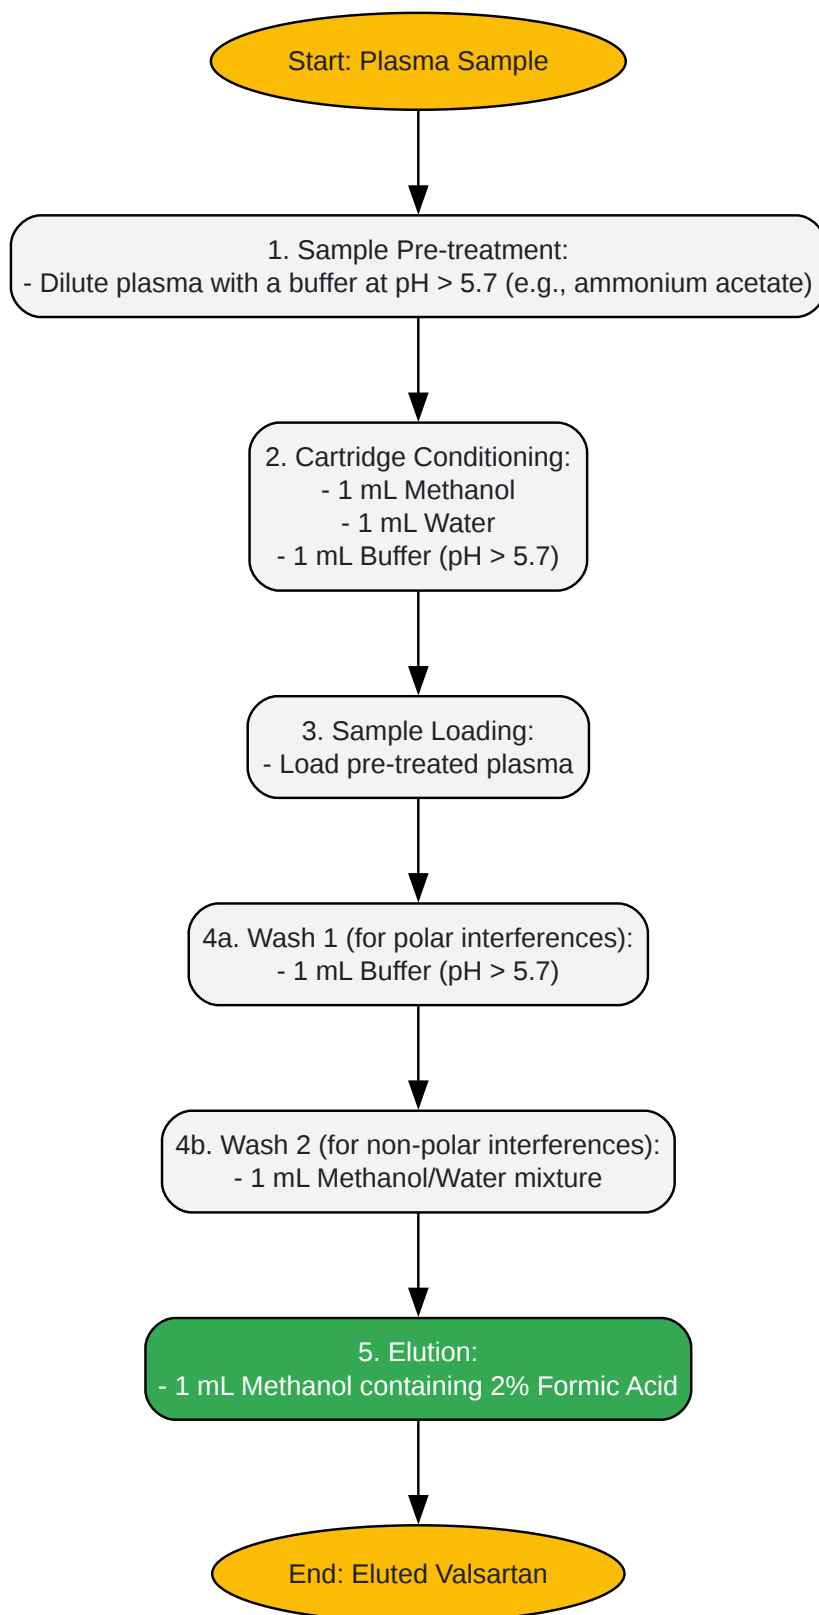 Start: Plasma Sample
1. Sample Pre-treatment:
- Dilute plasma with a buffer at pH > 5.7 (e.g., ammonium acetate)
2. Cartridge Conditioning:
- 1 mL Methanol
- 1 mL Water
- 1 mL Buffer (pH > 5.7)
3. Sample Loading:
- Load pre-treated plasma
4a. Wash 1 (for polar interferences):
- 1 mL Buffer (pH > 5.7)
4b. Wash 2 (for non-polar interferences):
- 1 mL Methanol/Water mixture
5. Elution:
- 1 mL Methanol containing 2% Formic Acid
End: Eluted Valsartan